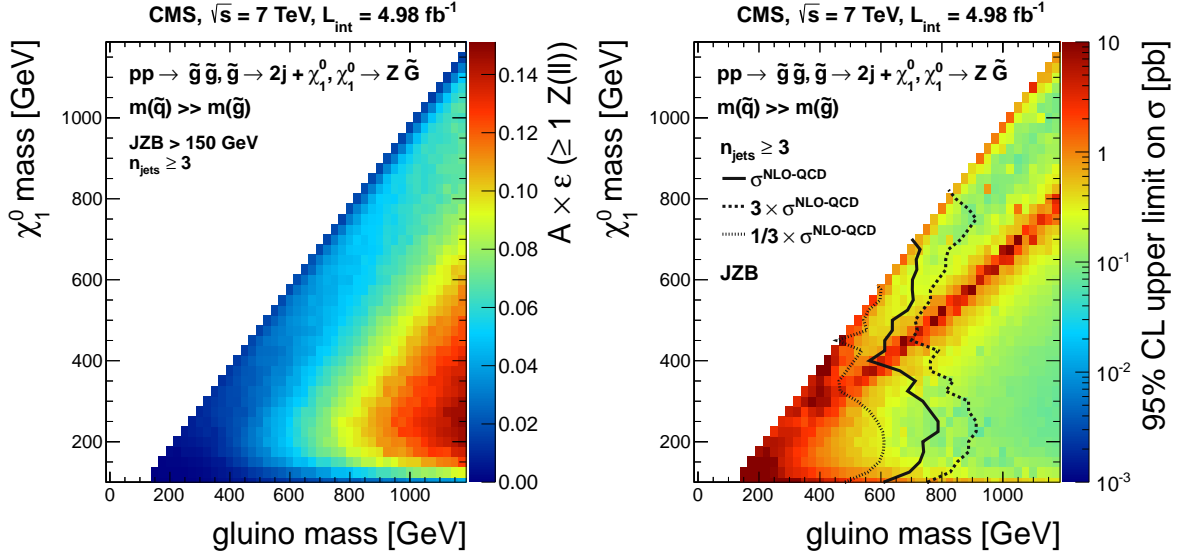 CMS, √s = 7 TeV, L_int = 4.98 fb⁻¹
pp → g̃ g̃, g̃ → 2j + χ₁⁰, χ₁⁰ → Z G̃
m(q̃) >> m(g̃)
JZB > 150 GeV
n_jets ≥ 3
χ₁⁰ mass [GeV]
1000
800
600
400
200
0 200 400 600 800 1000
gluino mass [GeV]
0.14
0.12
0.10
0.08
0.06
0.04
0.02
0.00
A × ε (≥ 1 Z(ll))
CMS, √s = 7 TeV, L_int = 4.98 fb⁻¹
pp → g̃ g̃, g̃ → 2j + χ₁⁰, χ₁⁰ → Z G̃
m(q̃) >> m(g̃)
n_jets ≥ 3
σ^NLO-QCD
3 × σ^NLO-QCD
1/3 × σ^NLO-QCD
JZB
χ₁⁰ mass [GeV]
1000
800
600
400
200
0 200 400 600 800 1000
gluino mass [GeV]
10
1
10⁻¹
10⁻²
10⁻³
95% CL upper limit on σ [pb]